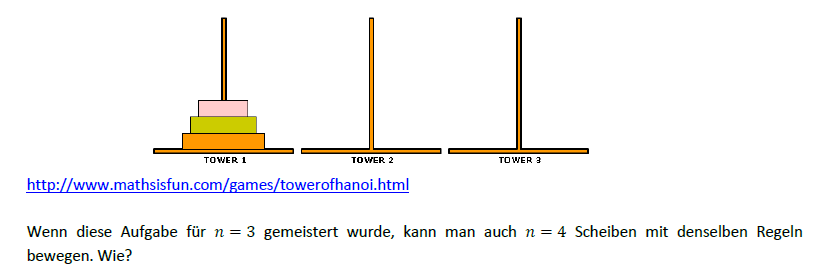 TOWER 1 TOWER 2 TOWER 3
http://www.mathsisfun.com/games/towerofhanoi.html
Wenn diese Aufgabe für n = 3 gemeistert wurde, kann man auch n = 4 Scheiben mit denselben Regeln
bewegen. Wie?